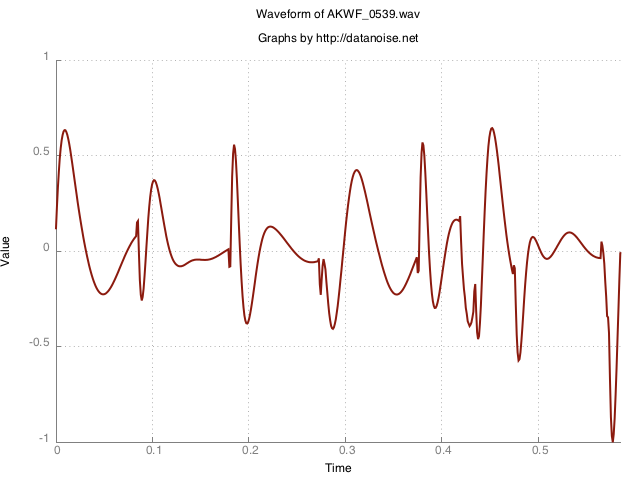 Waveform of AKWF_0539.wav
Graphs by http://datanoise.net
1
0.5
0
-0.5
-1
Value
0 0.1 0.2 0.3 0.4 0.5
Time